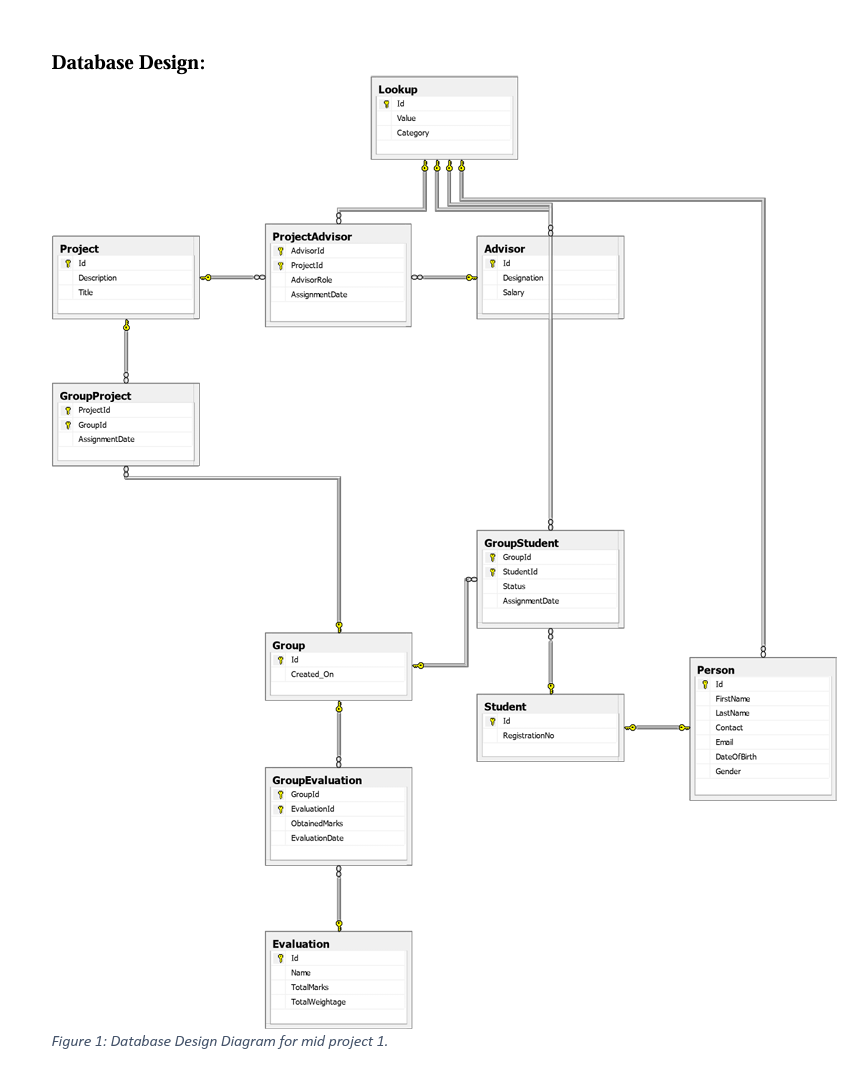 Database Design:
Lookup
Id
Value
Category
Project
Id
Description
Title
ProjectAdvisor
AdvisorId
ProjectId
AdvisorRole
AssignmentDate
Advisor
Id
Designation
Salary
GroupProject
ProjectId
GroupId
AssignmentDate
GroupStudent
GroupId
StudentId
Status
AssignmentDate
Group
Id
Created_On
Student
Id
RegistrationNo
Person
Id
FirstName
LastName
Contact
Email
DateOfBirth
Gender
GroupEvaluation
GroupId
EvaluationId
ObtainedMarks
EvaluationDate
Evaluation
Id
Name
TotalMarks
TotalWeightage
Figure 1: Database Design Diagram for mid project 1.